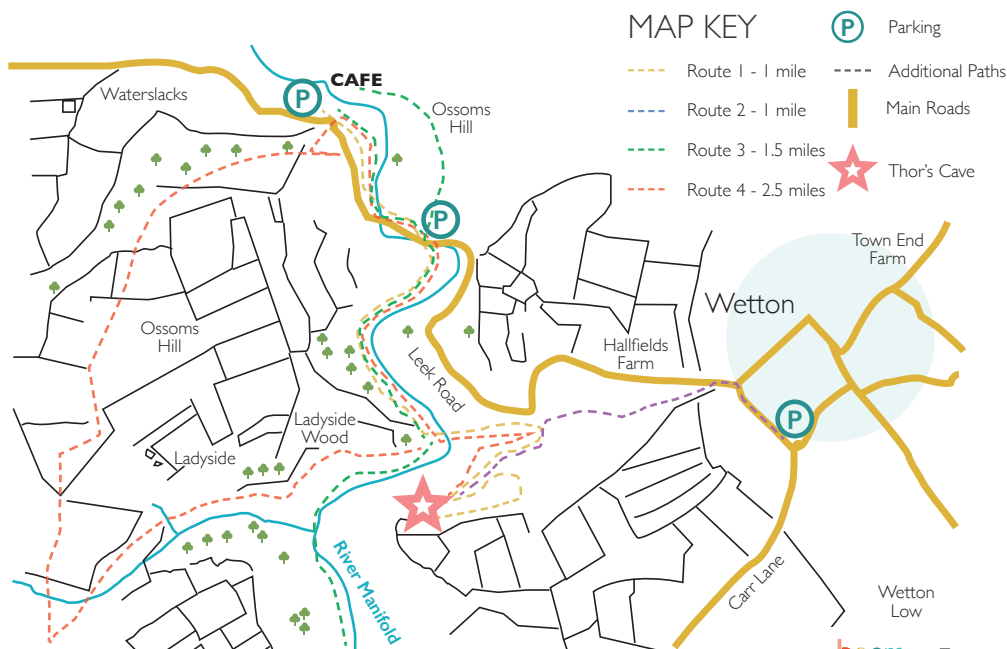 MAP KEY
P Parking
Route 1 - 1 mile
Additional Paths
Route 2 - 1 mile
Main Roads
Route 3 - 1.5 miles
Thor's Cave
Route 4 - 2.5 miles
CAFE
P
Waterslacks
Ossoms
Hill
P
Town End
Farm
Wetton
Ossoms
Hill
Hallfields
Farm
Leek Road
P
Ladyside
Wood
Ladyside
River Manifold
Carr Lane
Wetton
Low